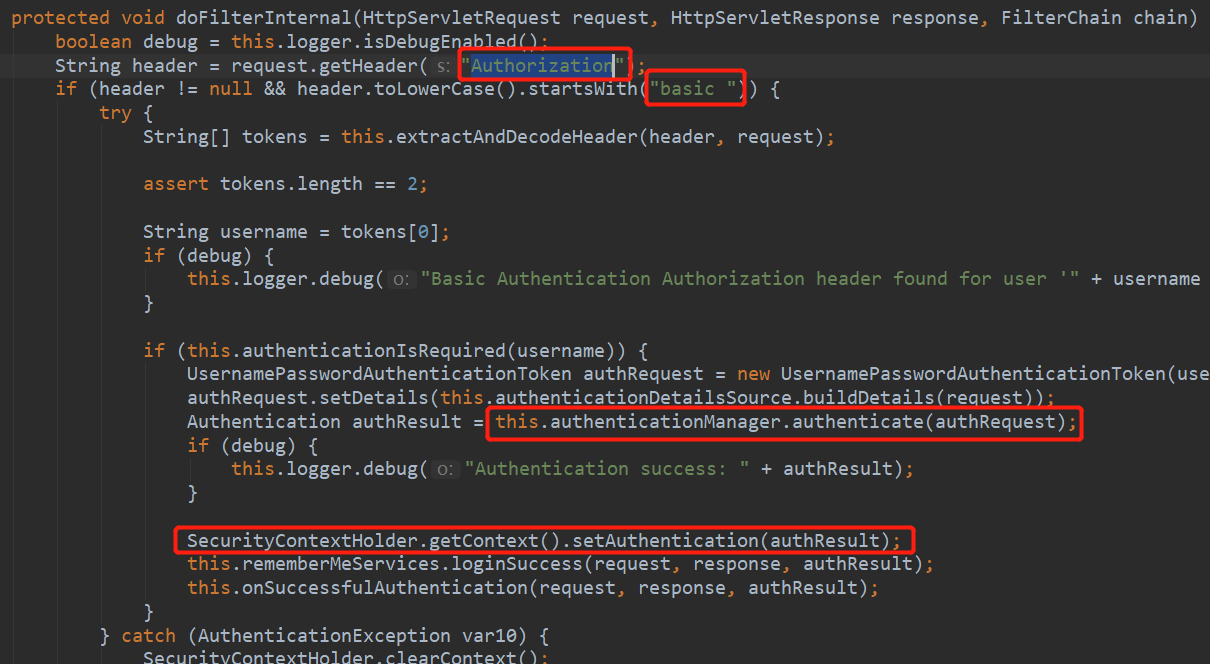 protected void doFilterInternal(HttpServletRequest request, HttpServletResponse response, FilterChain chain)
boolean debug = this.logger.isDebugEnabled();
String header = request.getHeader( s: "Authorization");
if (header != null && header.toLowerCase().startsWith("basic ")) {
try {
String[] tokens = this.extractAndDecodeHeader(header, request);
assert tokens.length == 2;
String username = tokens[0];
if (debug) {
this.logger.debug( o: "Basic Authentication Authorization header found for user '" + username
}
if (this.authenticationIsRequired(username)) {
UsernamePasswordAuthenticationToken authRequest = new UsernamePasswordAuthenticationToken(use
authRequest.setDetails(this.authenticationDetailsSource.buildDetails(request));
Authentication authResult = this.authenticationManager.authenticate(authRequest);
if (debug) {
this.logger.debug( o: "Authentication success: " + authResult);
}
SecurityContextHolder.getContext().setAuthentication(authResult);
this.rememberMeServices.loginSuccess(request, response, authResult);
this.onSuccessfulAuthentication(request, response, authResult);
}
} catch (AuthenticationException var10) {
SecurityContextHolder.clearContext();